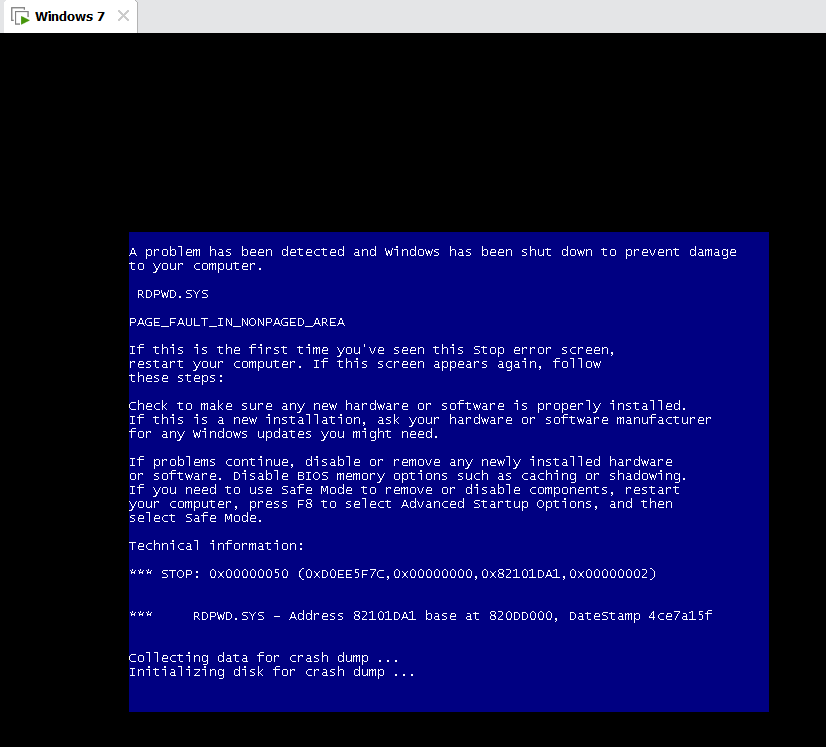 Windows 7
A problem has been detected and Windows has been shut down to prevent damage
to your computer.
RDPWD.SYS
PAGE_FAULT_IN_NONPAGED_AREA
If this is the first time you've seen this Stop error screen,
restart your computer. If this screen appears again, follow
these steps:
Check to make sure any new hardware or software is properly installed.
If this is a new installation, ask your hardware or software manufacturer
for any Windows updates you might need.
If problems continue, disable or remove any newly installed hardware
or software. Disable BIOS memory options such as caching or shadowing.
If you need to use Safe Mode to remove or disable components, restart
your computer, press F8 to select Advanced Startup Options, and then
select Safe Mode.
Technical information:
*** STOP: 0x00000050 (0xD0EE5F7C,0x00000000,0x82101DA1,0x00000002)
*** RDPWD.SYS - Address 82101DA1 base at 820DD000, DateStamp 4ce7a15f
Collecting data for crash dump ...
Initializing disk for crash dump ...